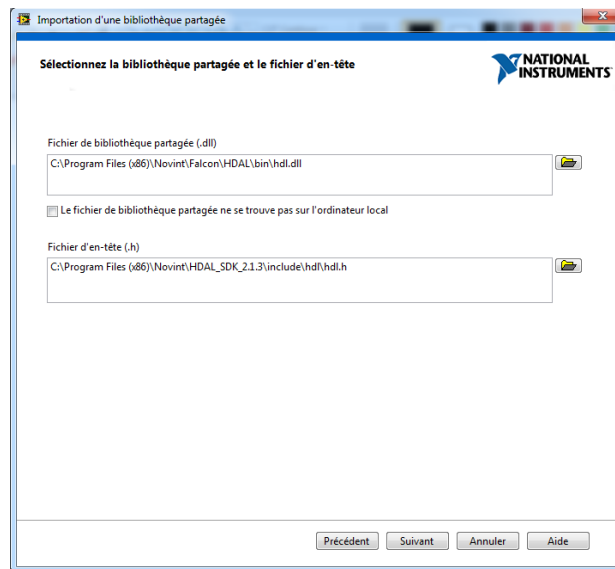 Importation d'une bibliothèque partagée
Sélectionnez la bibliothèque partagée et le fichier d'en-tête
NATIONAL
INSTRUMENTS
Fichier de bibliothèque partagée (.dll)
C:\Program Files (x86)\Novint\Falcon\HDAL\bin\hdl.dll
Le fichier de bibliothèque partagée ne se trouve pas sur l'ordinateur local
Fichier d'en-tête (.h)
C:\Program Files (x86)\Novint\HDAL_SDK_2.1.3\include\hdl\hdl.h
Précédent Suivant Annuler Aide